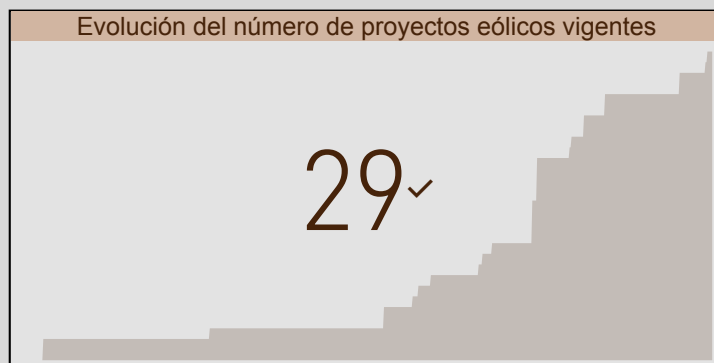 Evolución del número de proyectos eólicos vigentes
29✓